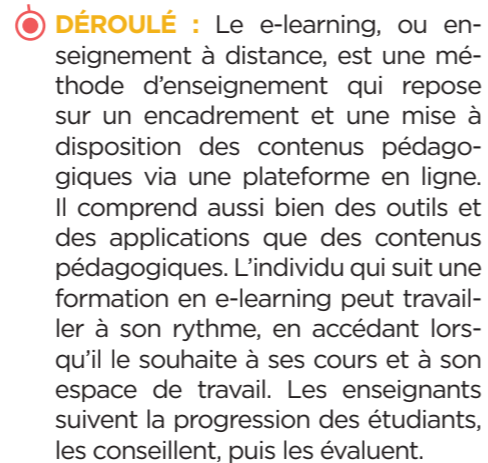 DÉROULÉ : Le e-learning, ou en-
seignement à distance, est une mé-
thode d'enseignement qui repose
sur un encadrement et une mise à
disposition des contenus pédago-
giques via une plateforme en ligne.
Il comprend aussi bien des outils et
des applications que des contenus
pédagogiques. L'individu qui suit une
formation en e-learning peut travail-
ler à son rythme, en accédant lors-
qu'il le souhaite à ses cours et à son
espace de travail. Les enseignants
suivent la progression des étudiants,
les conseillent, puis les évaluent.